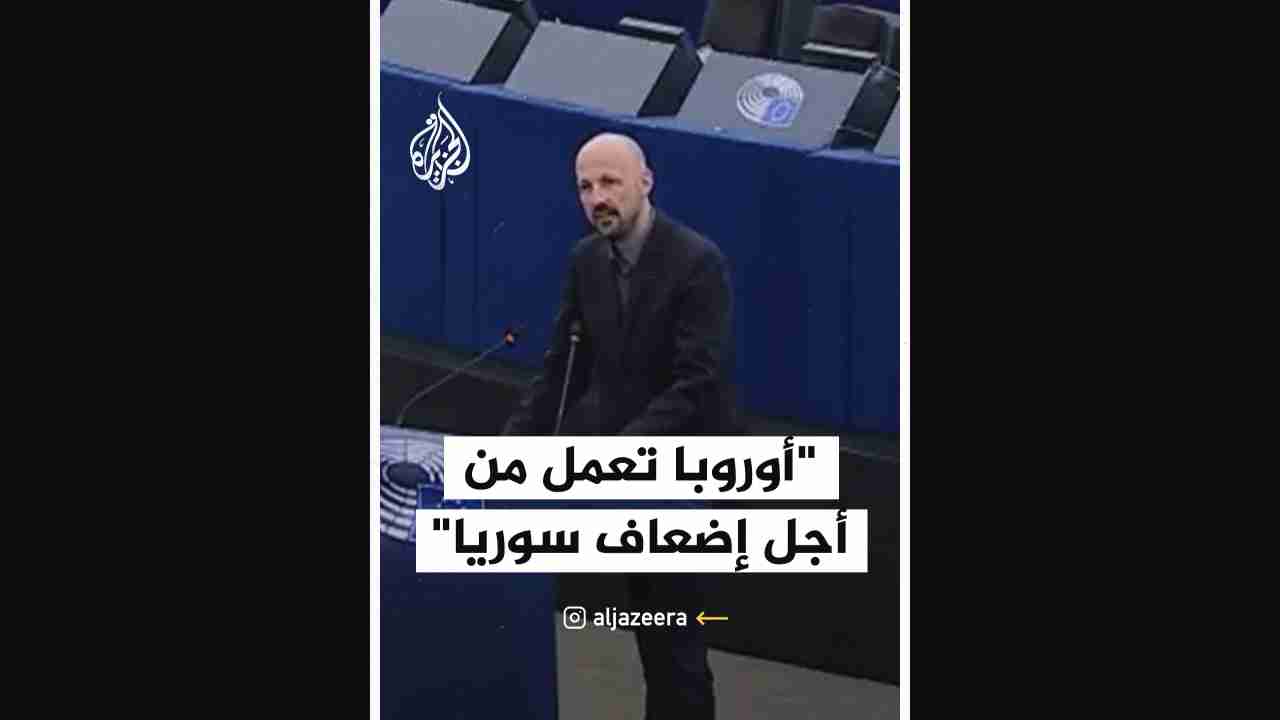 الجزيرة
"أوروبا تعمل من
أجل إضعاف سوريا"
aljazeera